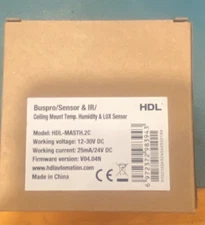 Buspro/Sensor & IR/
HDL
Ceiling Mount Temp. Humidity & LUX Sensor
Model: HDL-MASTH.2C
Working voltage: 12-30V DC
Working current: 25mA/24V DC
Firmware version: V04.04N
www.hdlautomation.com
Made in China